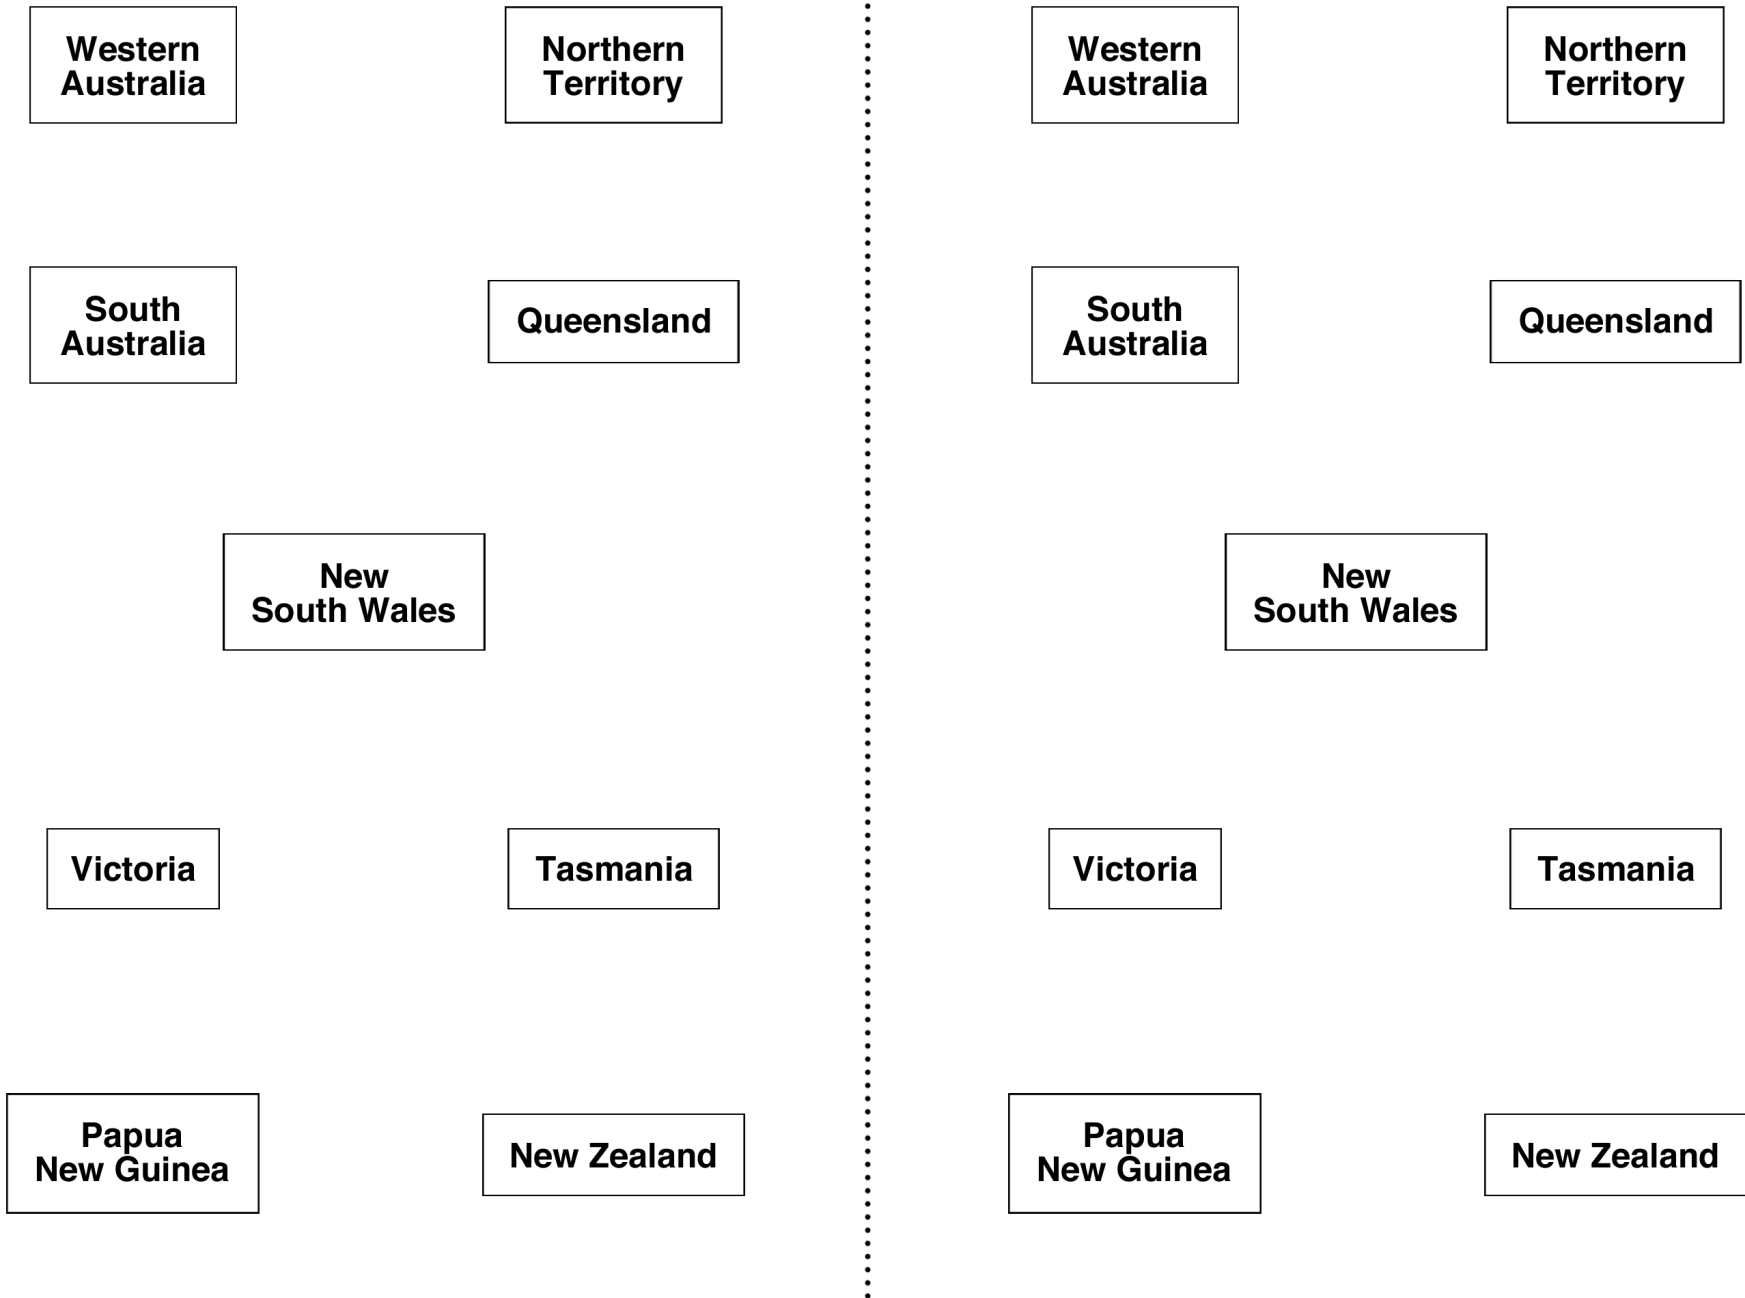 Western
Australia
Northern
Territory
South
Australia
Queensland
New
South Wales
Victoria
Tasmania
Papua
New Guinea
New Zealand
Western
Australia
Northern
Territory
South
Australia
Queensland
New
South Wales
Victoria
Tasmania
Papua
New Guinea
New Zealand